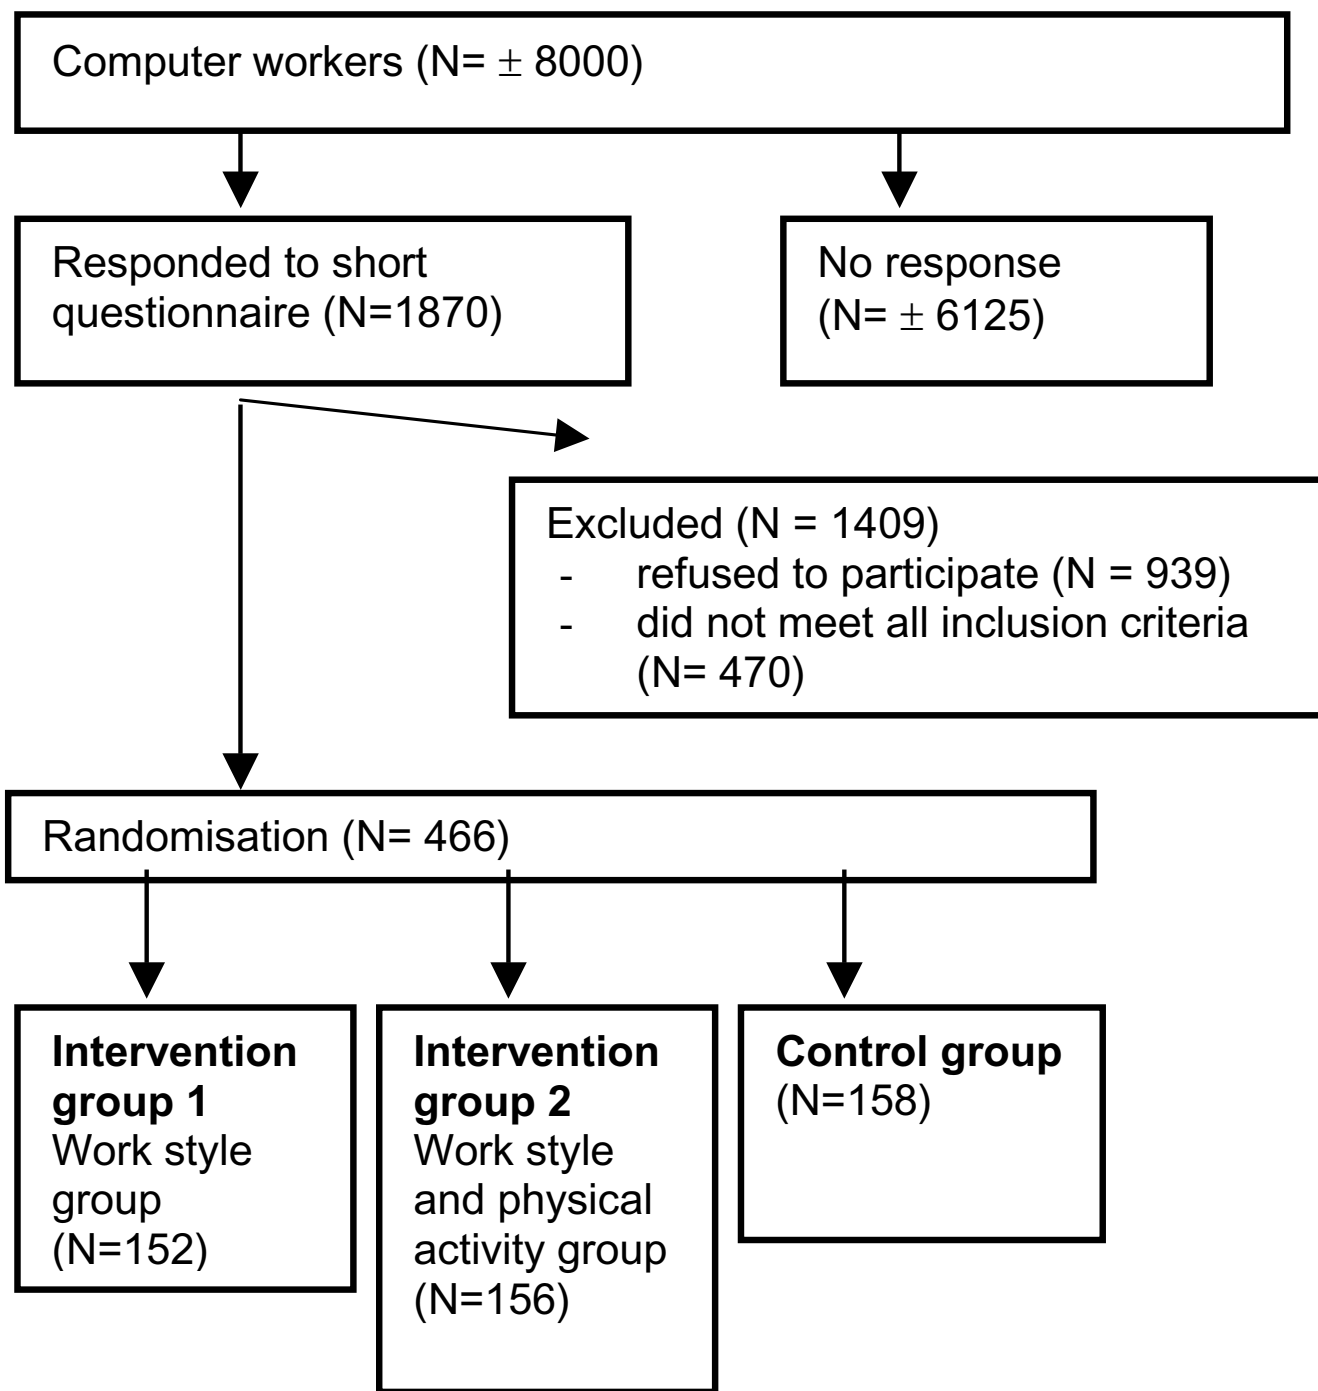 Computer workers (N= ± 8000)
Responded to short
questionnaire (N=1870)
No response
(N= ± 6125)
Excluded (N = 1409)
- refused to participate (N = 939)
- did not meet all inclusion criteria
(N= 470)
Randomisation (N= 466)
Intervention
group 1
Work style
group
(N=152)
Intervention
group 2
Work style
and physical
activity group
(N=156)
Control group
(N=158)